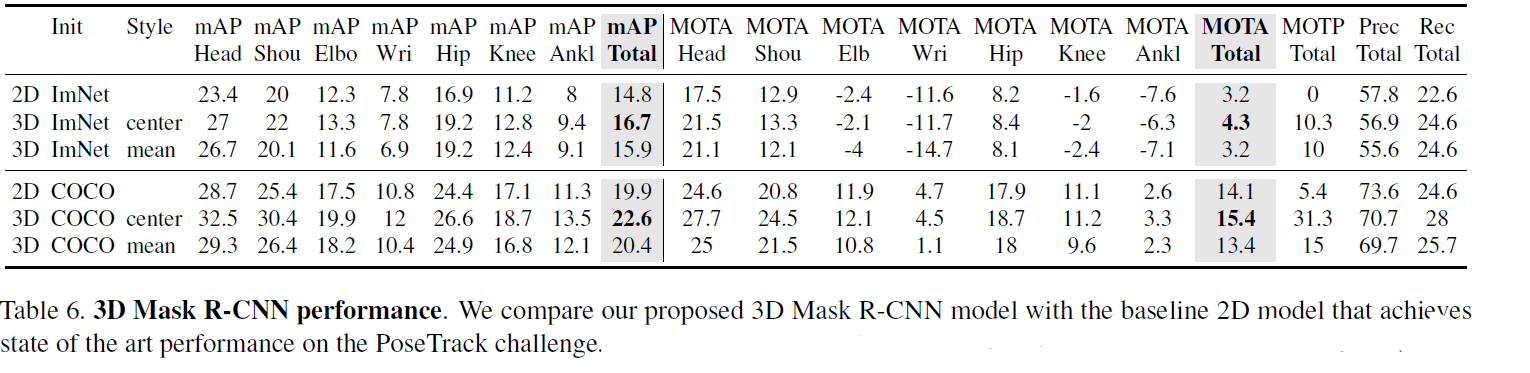 Init Style mAP mAP mAP mAP mAP mAP mAP mAP MOTA MOTA MOTA MOTA MOTA MOTA MOTA MOTA MOTP Prec Rec
Head Shou Elbo Wri Hip Knee Ankl Total Head Shou Elb Wri Hip Knee Ankl Total Total Total Total
2D ImNet 23.4 20 12.3 7.8 16.9 11.2 8 14.8 17.5 12.9 -2.4 -11.6 8.2 -1.6 -7.6 3.2 0 57.8 22.6
3D ImNet center 27 22 13.3 7.8 19.2 12.8 9.4 16.7 21.5 13.3 -2.1 -11.7 8.4 -2 -6.3 4.3 10.3 56.9 24.6
3D ImNet mean 26.7 20.1 11.6 6.9 19.2 12.4 9.1 15.9 21.1 12.1 -4 -14.7 8.1 -2.4 -7.1 3.2 10 55.6 24.6
2D COCO 28.7 25.4 17.5 10.8 24.4 17.1 11.3 19.9 24.6 20.8 11.9 4.7 17.9 11.1 2.6 14.1 5.4 73.6 24.6
3D COCO center 32.5 30.4 19.9 12 26.6 18.7 13.5 22.6 27.7 24.5 12.1 4.5 18.7 11.2 3.3 15.4 31.3 70.7 28
3D COCO mean 29.3 26.4 18.2 10.4 24.9 16.8 12.1 20.4 25 21.5 10.8 1.1 18 9.6 2.3 13.4 15 69.7 25.7
Table 6. 3D Mask R-CNN performance. We compare our proposed 3D Mask R-CNN model with the baseline 2D model that achieves
state of the art performance on the PoseTrack challenge.